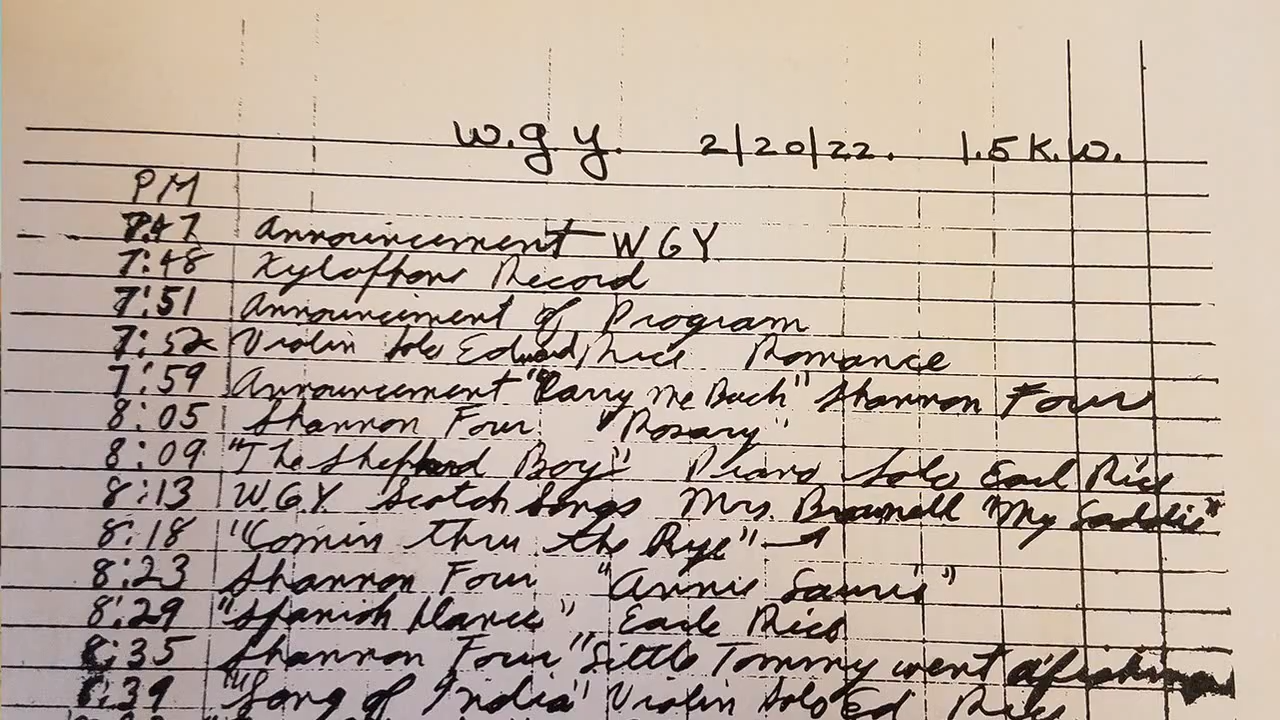 W.G.Y. 2/20/22. 1.5 K.W.
PM
7:47 Announcement WGY
7:48 Xylophone Record
7:51 Announcement of Program
7:52 Violin Solo Edward Rice Romance
7:59 Announcement "Carry Me Back" Shannon Four
8:05 Shannon Four "Rosary"
8:09 "The Shepherd Boy" Piano Solo Earl Rice
8:13 W.G.Y. Scotch Songs Mrs. Brownell "My Laddie"
8:18 "Comin thru the Rye"
8:23 Shannon Four "Annie Laurie"
8:29 "Spanish Dance" Earle Rice
8:35 Shannon Four "Little Tommy went a'fishing
8:39 "Song of India" Violin Solo Ed Rice